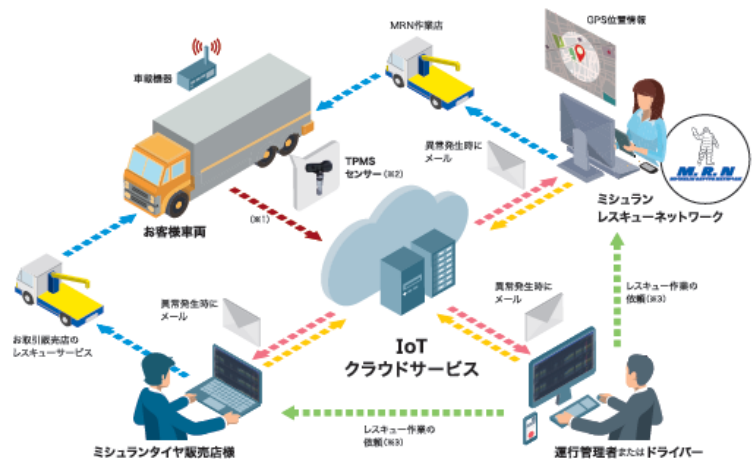 MRN作業店
GPS位置情報
車載機器
異常発生時に
メール
TPMS
センサー(※2)
M.R.N
ミシュラン
レスキューネットワーク
お客様車両
(※1)
異常発生時に
メール
異常発生時に
メール
レスキュー作業の
依頼(※3)
お取引販売店の
レスキューサービス
IoT
クラウドサービス
レスキュー作業の
依頼(※3)
ミシュランタイヤ販売店様
運行管理者またはドライバー